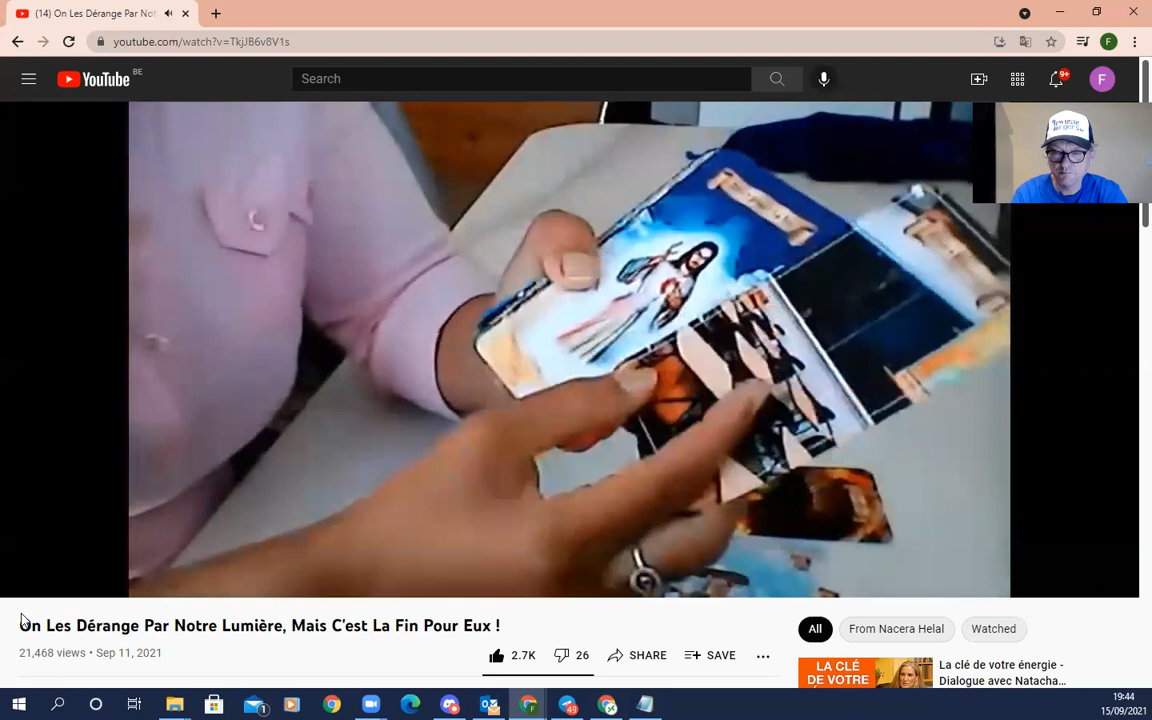 (14) On Les Dérange Par Not
youtube.com/watch?v=TkjJB6v8V1s
YouTube BE
Search
9+
F
F
On Les Dérange Par Notre Lumière, Mais C'est La Fin Pour Eux !
21,468 views • Sep 11, 2021
2.7K
26
SHARE
SAVE
All
From Nacera Helal
Watched
LA CLÉ
DE VOTRE
La clé de votre énergie -
Dialogue avec Natacha...
1
49
19:44
15/09/2021